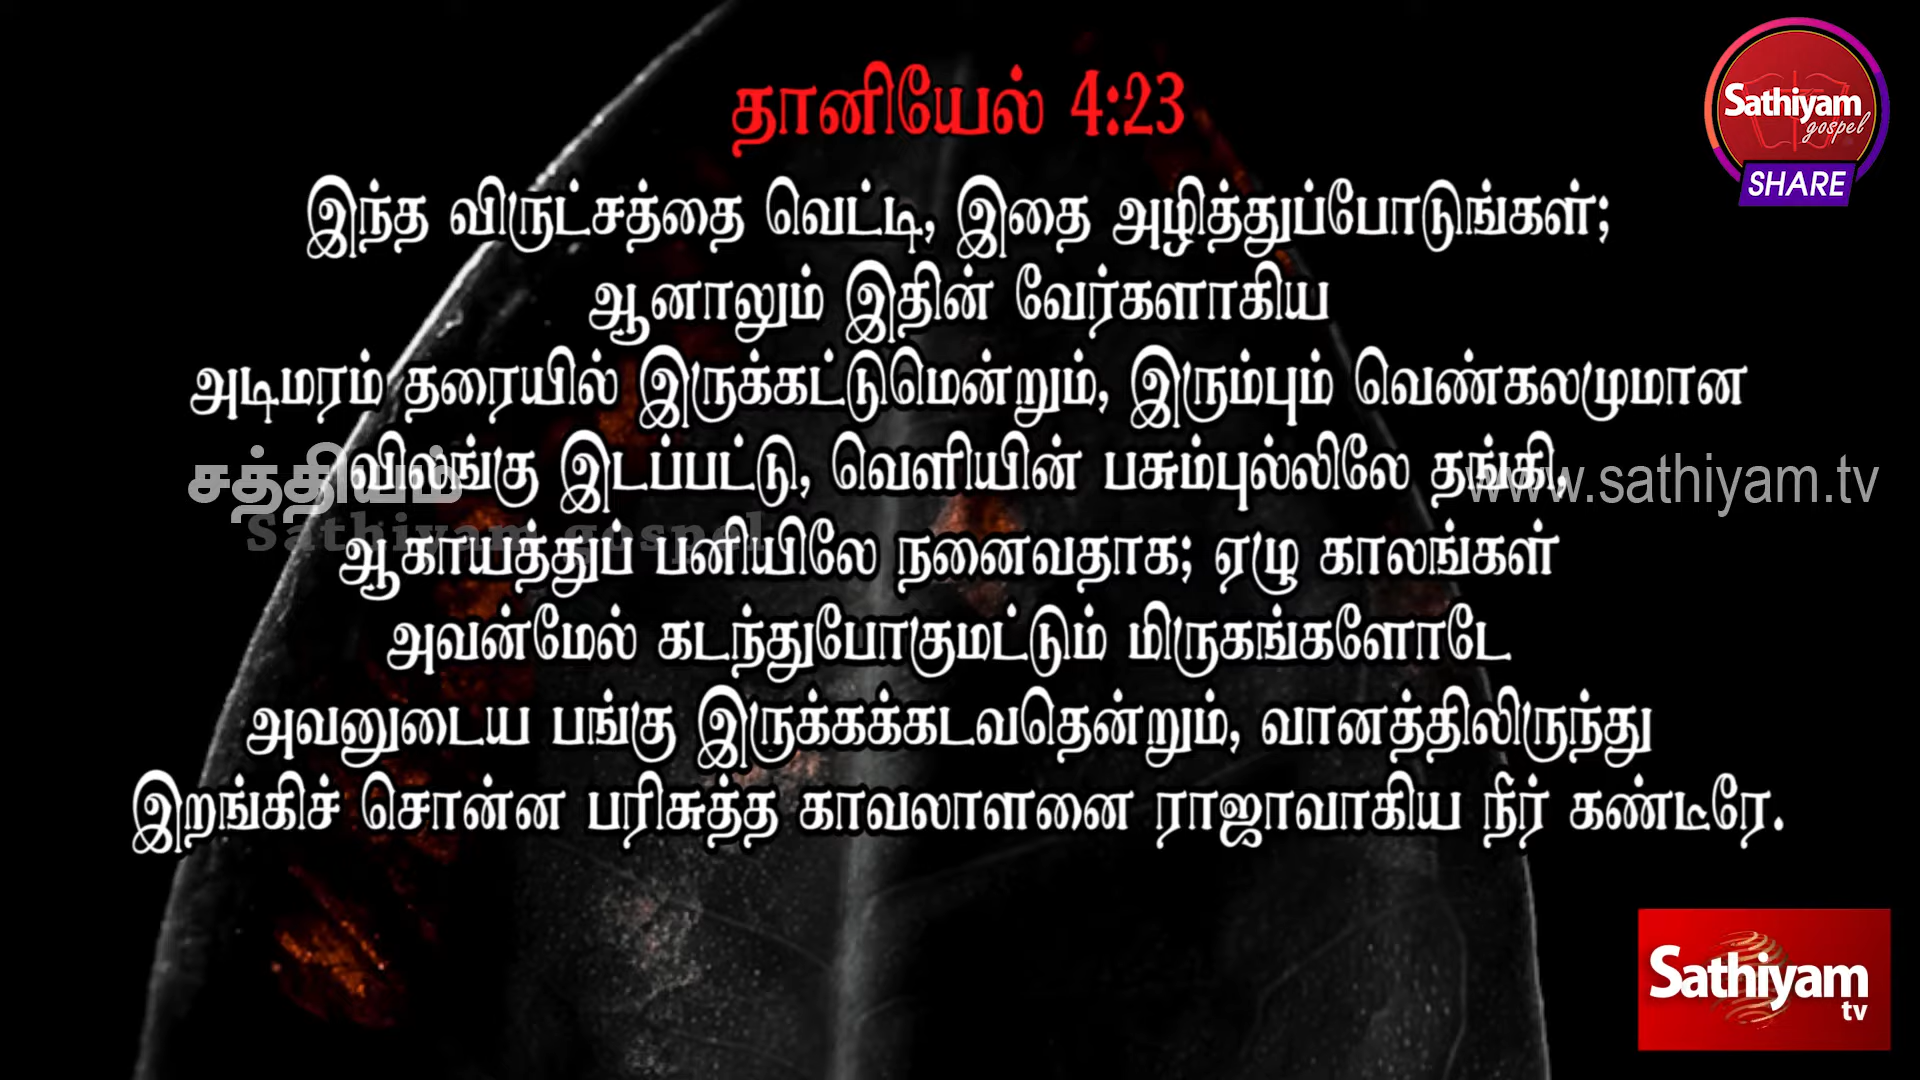 தானியேல் 4:23
Sathiyam
gospel
SHARE
இந்த விருட்சத்தை வெட்டி, இதை அழித்துப்போடுங்கள்;
ஆனாலும் இதின் வேர்களாகிய
அடிமரம் தரையில் இருக்கட்டுமென்றும், இரும்பும் வெண்கலமுமான
விலங்கு இடப்பட்டு, வெளியின் பசும்புல்லிலே தங்கி,
சத்தியம்
www.sathiyam.tv
Sathiyam gospel
ஆகாயத்துப் பனியிலே நனைவதாக; ஏழு காலங்கள்
அவன்மேல் கடந்துபோகுமட்டும் மிருகங்களோடே
அவனுடைய பங்கு இருக்கக்கடவதென்றும், வானத்திலிருந்து
இறங்கிச் சொன்ன பரிசுத்த காவலாளனை ராஜாவாகிய நீர் கண்டீரே.
Sathiyam
tv